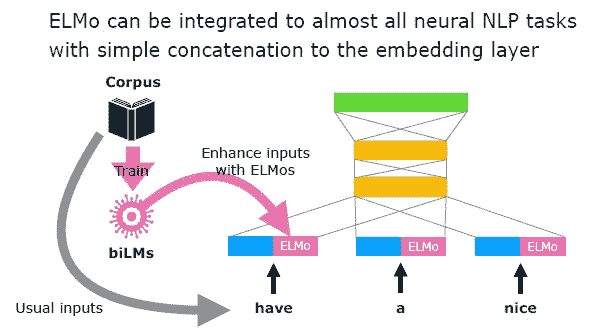 ELMo can be integrated to almost all neural NLP tasks
with simple concatenation to the embedding layer
Corpus
Train
Enhance inputs
with ELMos
biLMs
ELMo
ELMo
ELMo
Usual inputs
have
a
nice